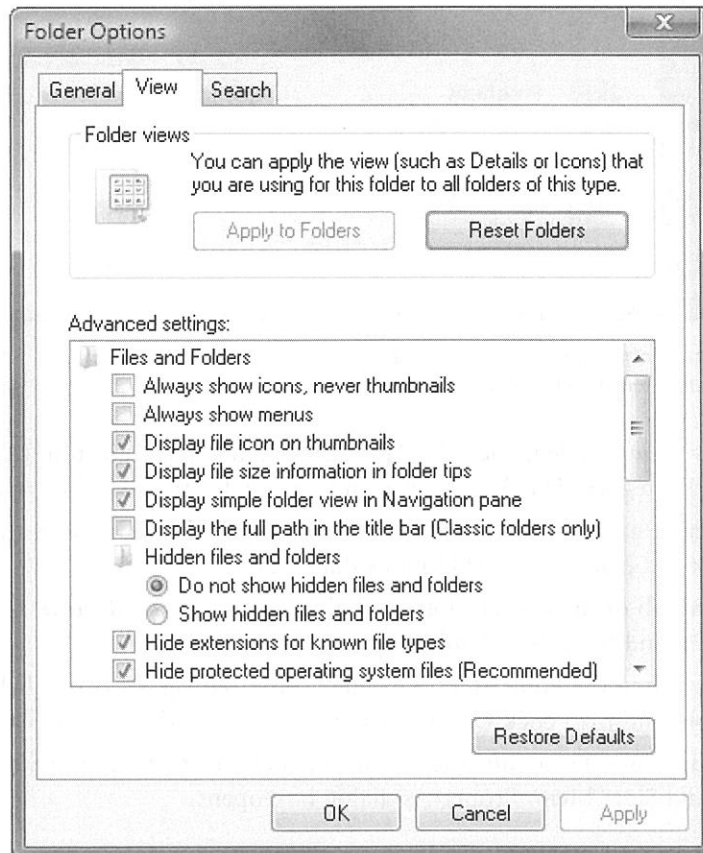 Folder Options
General View Search
Folder views
You can apply the view (such as Details or Icons) that
you are using for this folder to all folders of this type.
Apply to Folders Reset Folders
Advanced settings:
Files and Folders
Always show icons, never thumbnails
Always show menus
Display file icon on thumbnails
Display file size information in folder tips
Display simple folder view in Navigation pane
Display the full path in the title bar (Classic folders only)
Hidden files and folders
Do not show hidden files and folders
Show hidden files and folders
Hide extensions for known file types
Hide protected operating system files (Recommended)
Restore Defaults
OK Cancel Apply